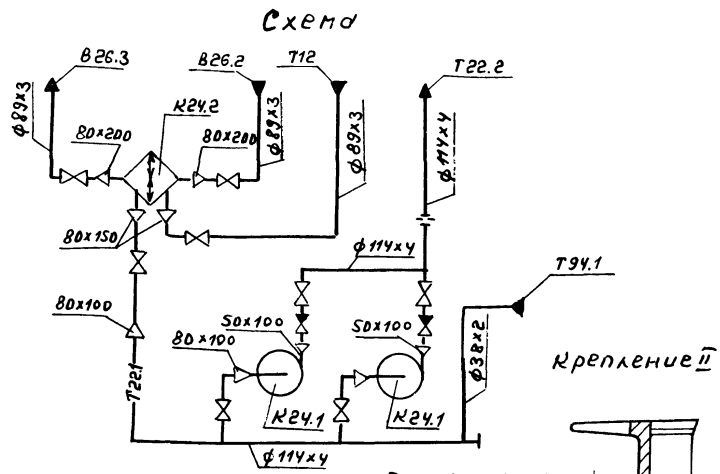 Схема
В26.3
В26.2
Т12
Т22.2
К24.2
ф89х3
80х200
80х200
ф89х3
ф89х3
ф114х4
80х150
ф114х4
Т94.1
80х100
80х100
50х100
50х100
ф38х2
Крепление II
Т22.1
К24.1
К24.1
ф114х4